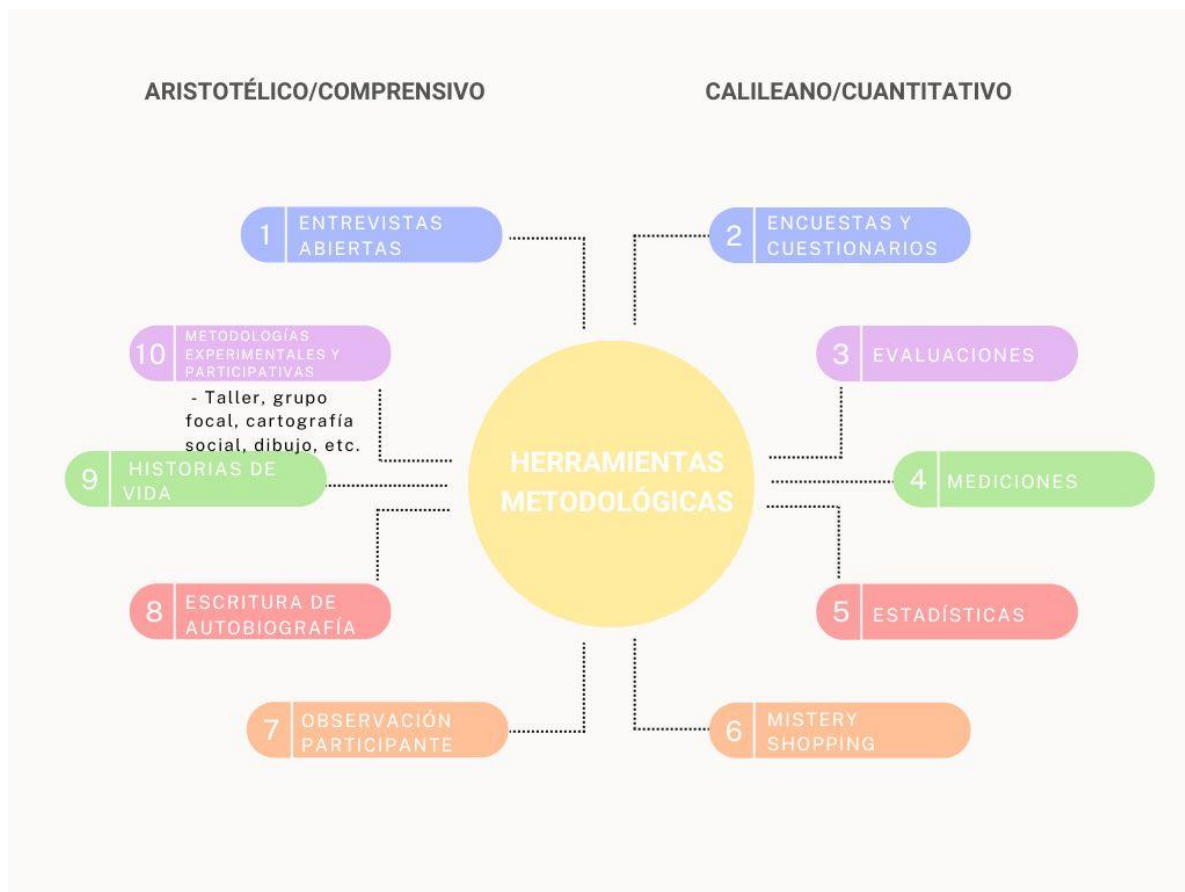 ARISTOTÉLICO/COMPRENSIVO
CALILEANO/CUANTITATIVO
1
ENTREVISTAS
ABIERTAS
2
ENCUESTAS Y
CUESTIONARIOS
10
METODOLOGÍAS
EXPERIMENTALES Y
PARTICIPATIVAS
- Taller, grupo
focal, cartografía
social, dibujo, etc.
3
EVALUACIONES
9
HISTORIAS DE
VIDA
HERRAMIENTAS
METODOLÓGICAS
4
MEDICIONES
8
ESCRITURA DE
AUTOBIOGRAFÍA
5
ESTADÍSTICAS
7
OBSERVACIÓN
PARTICIPANTE
6
MISTERY
SHOPPING